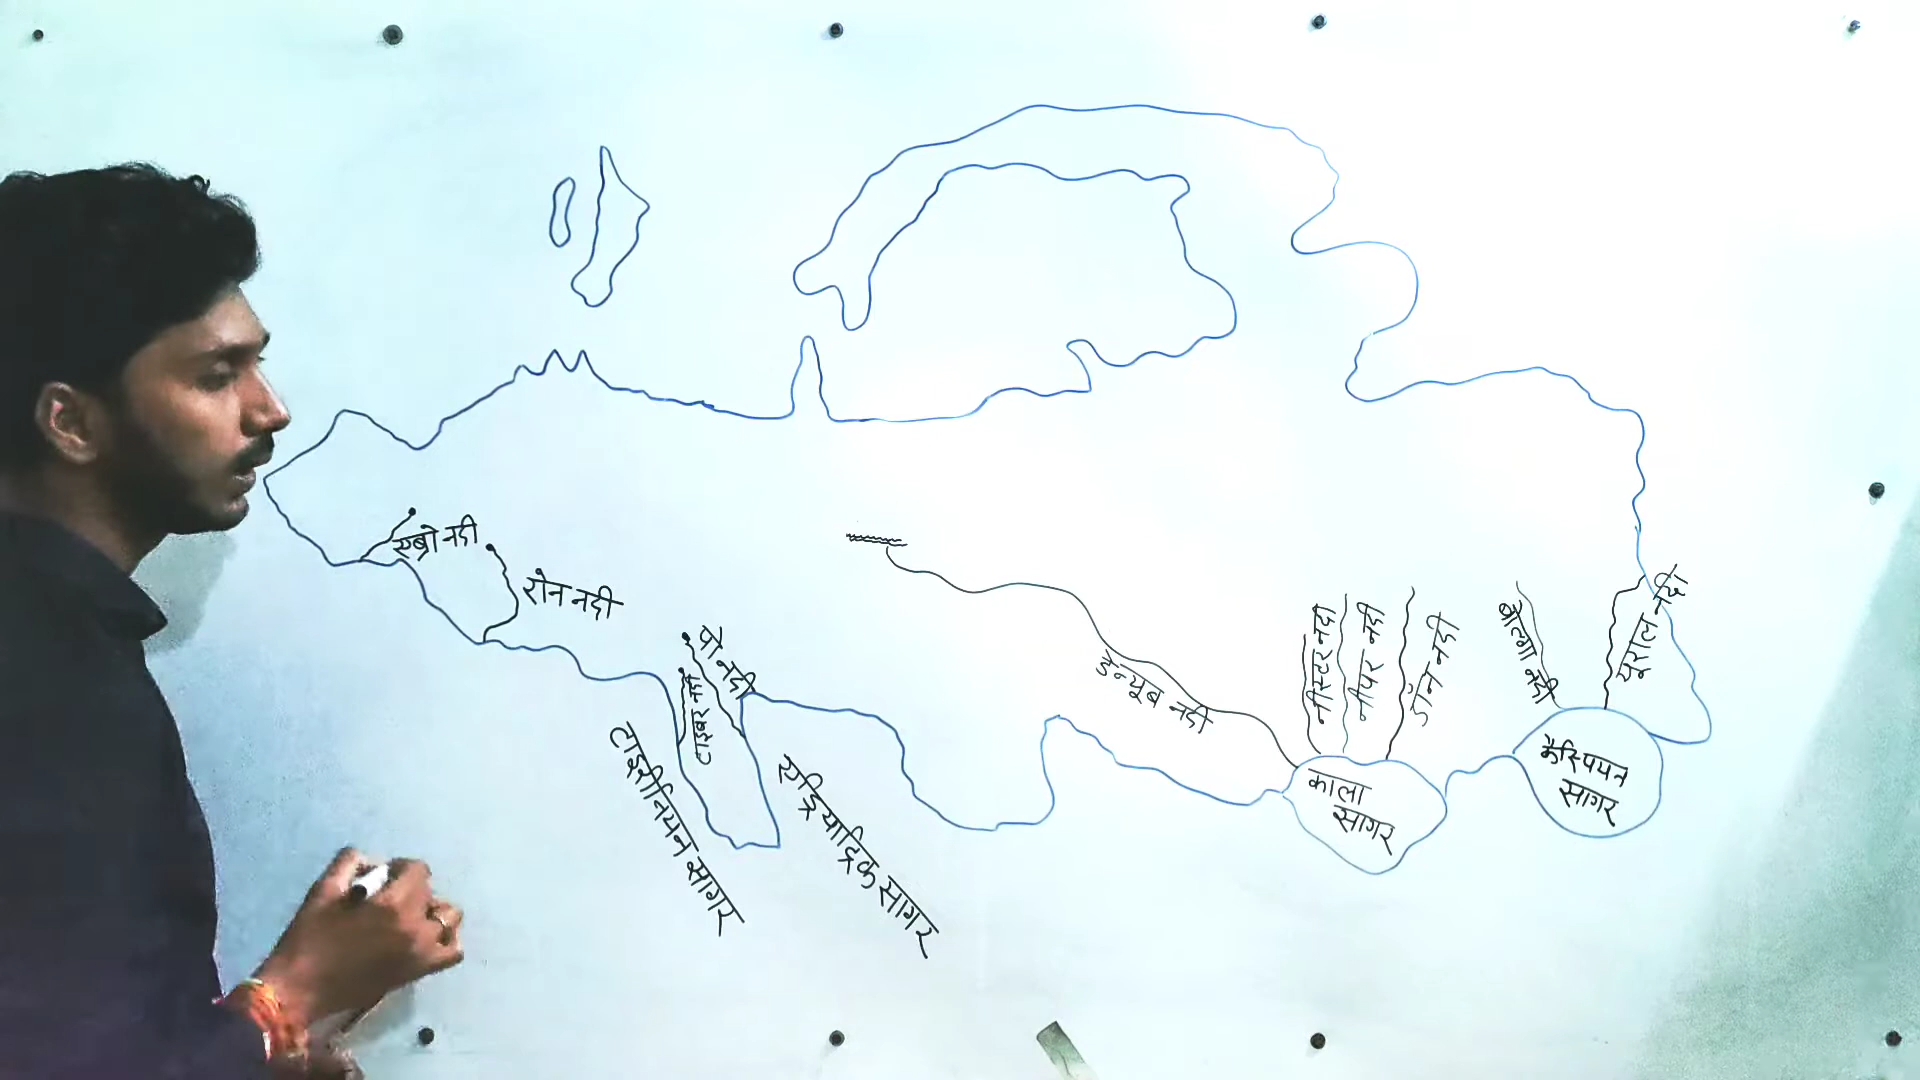 एब्रो नदी
रोन नदी
पो नदी
टाइबर नदी
टाइरीनियन सागर
एड्रियाट्रिक सागर
डेन्यूब नदी
नीस्टर नदी
नीपर नदी
डॉन नदी
वोल्गा नदी
यूराल नदी
काला
सागर
कैस्पियन
सागर